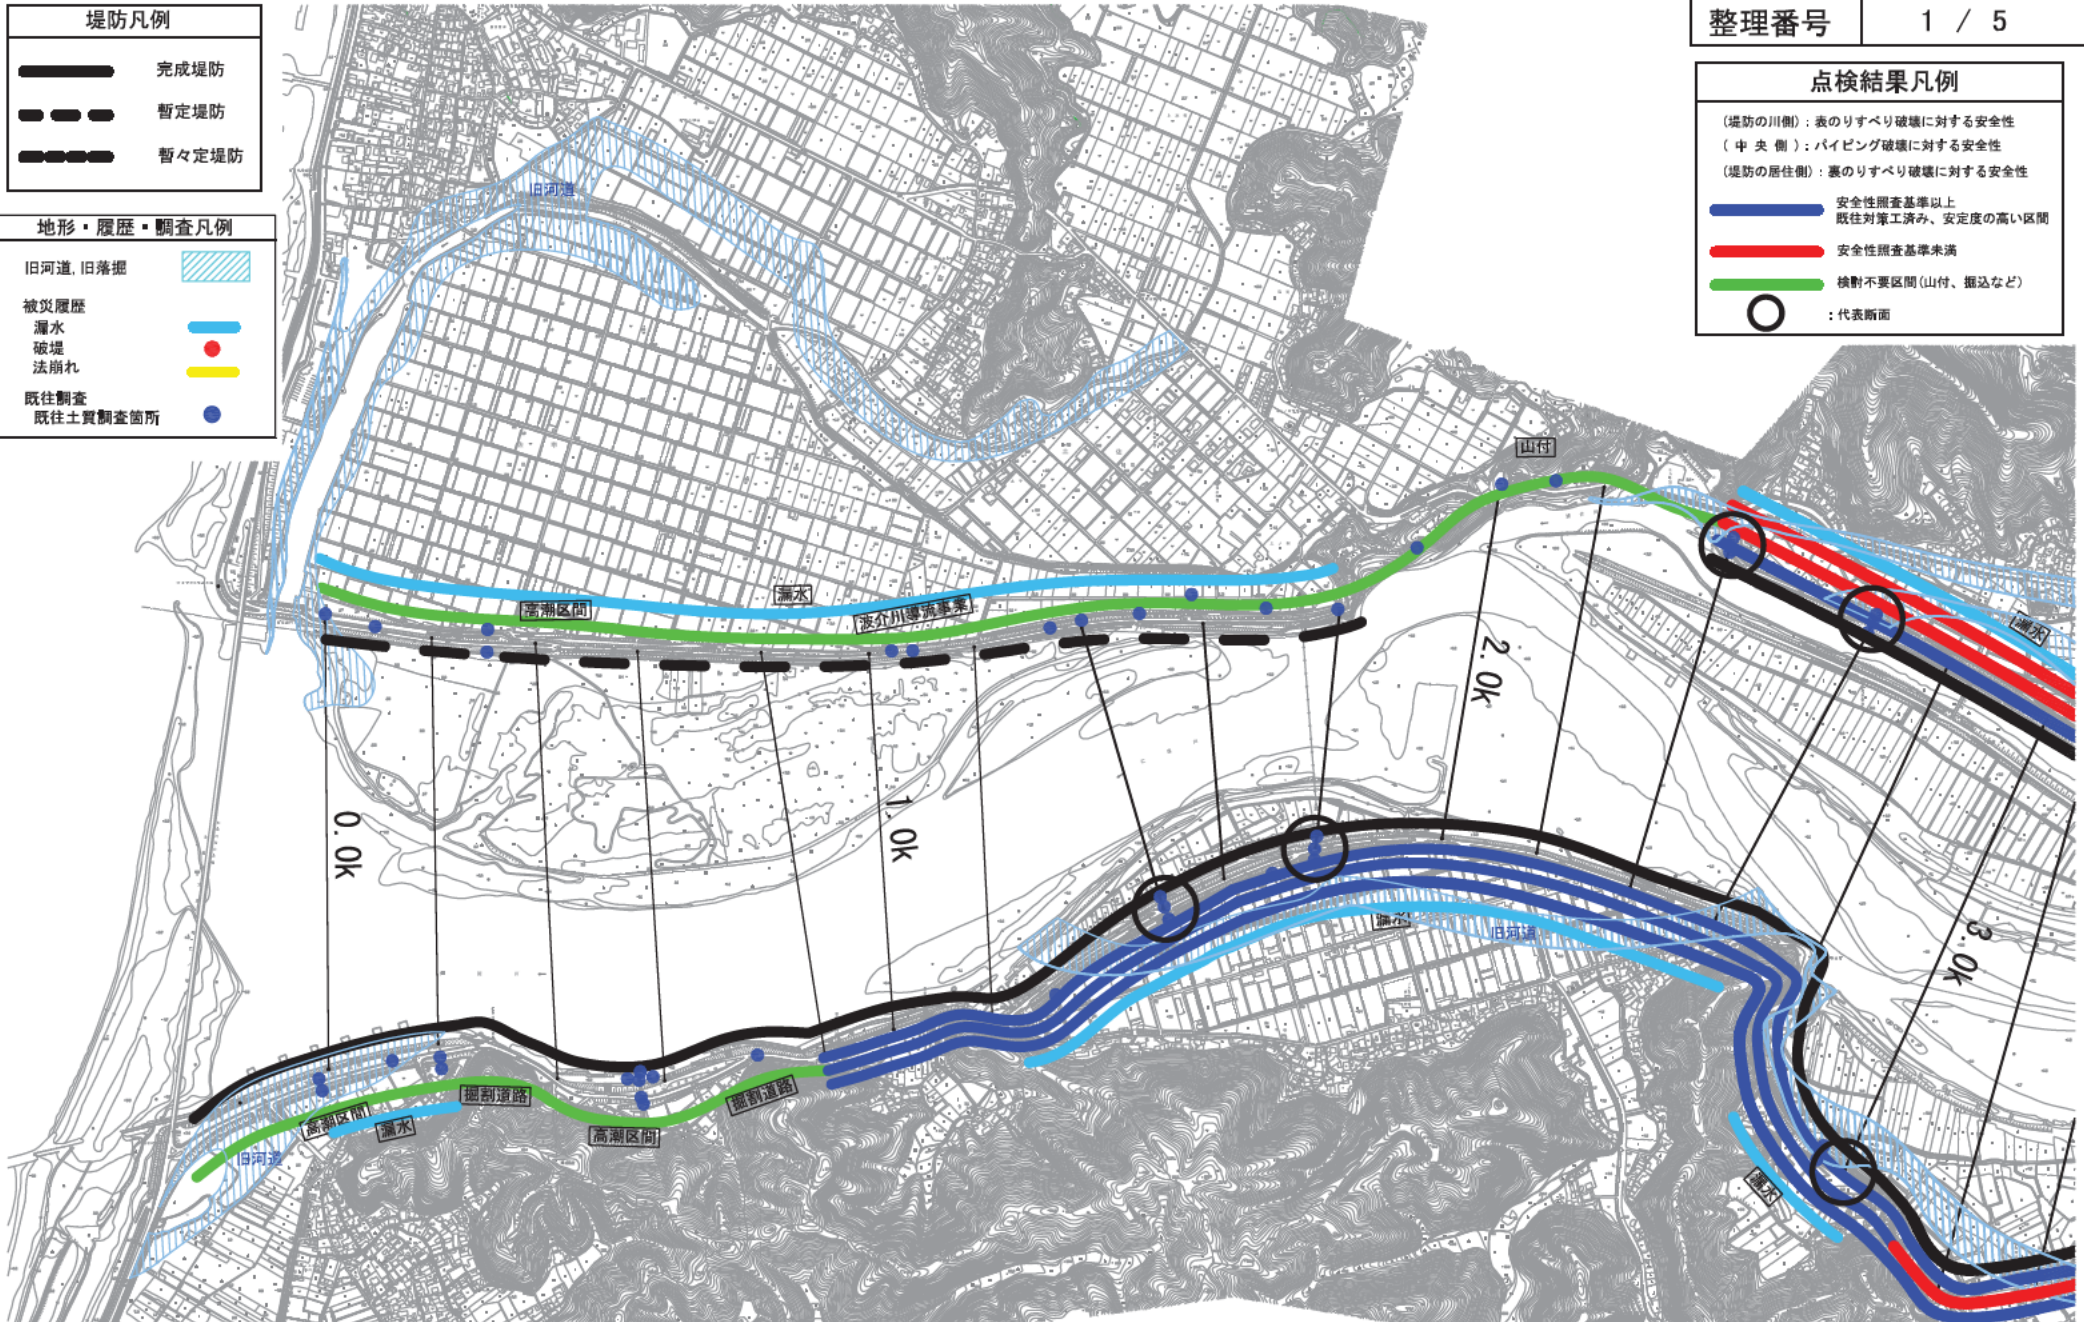 堤防凡例
完成堤防
暫定堤防
暫々定堤防
地形・履歴・調査凡例
旧河道,旧落掘
被災履歴
漏水
破堤
法崩れ
既往調査
既往土質調査箇所
整理番号 1 / 5
点検結果凡例
(堤防の川側):表のりすべり破壊に対する安全性
(中央側):パイピング破壊に対する安全性
(堤防の居住側):裏のりすべり破壊に対する安全性
安全性照査基準以上
既往対策工済み、安定度の高い区間
安全性照査基準未満
検討不要区間(山付、掘込など)
:代表断面
旧河道
山付
漏水
高潮区間
漏水
波介川導流事業
2.0k
0.0k
1.0k
漏水
旧河道
3.0k
掘割道路
掘割道路
高潮区間
漏水
高潮区間
旧河道
漏水